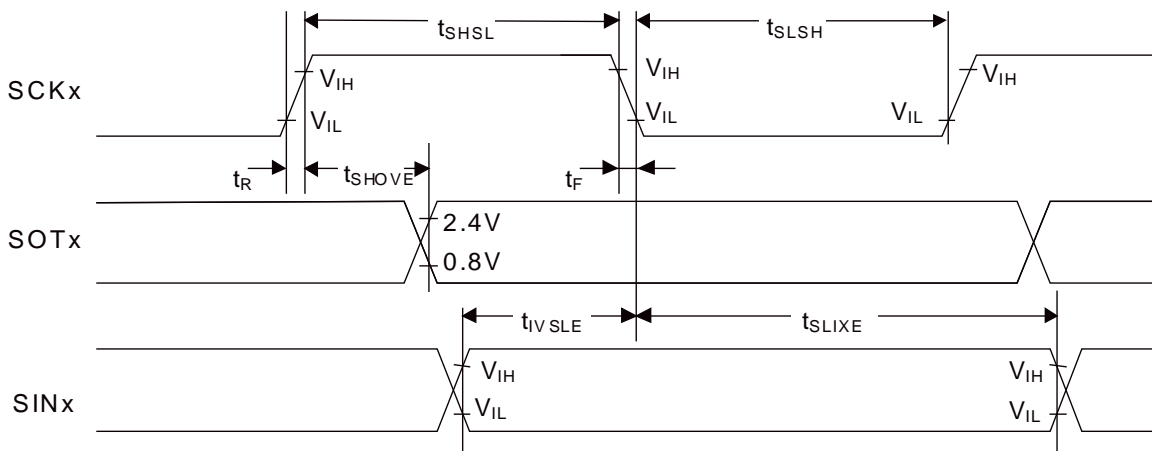 tSHSL
tSLSH
SCKx
VIH
VIL
VIH
VIL
VIL
VIH
tR
tSHOVE
tF
SOTx
2.4V
0.8V
tIVSLE
tSLIXE
SINx
VIH
VIL
VIH
VIL